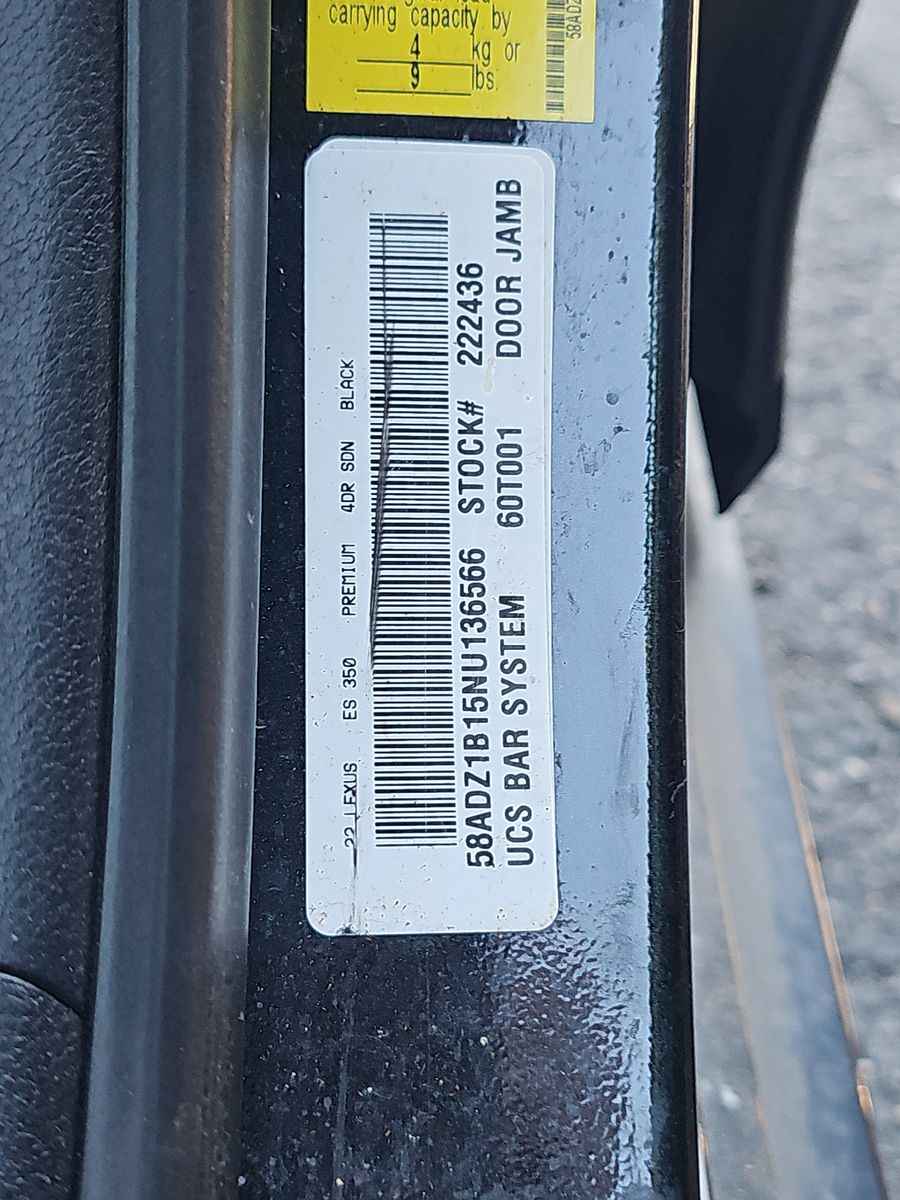 carrying capacity by
4 kg or
9 lbs.
58ADZ
22 LEXUS ES 350 PREMIUM 4DR SDN BLACK
58ADZ1B15NU136566 STOCK# 222436
UCS BAR SYSTEM 60T001 DOOR JAMB